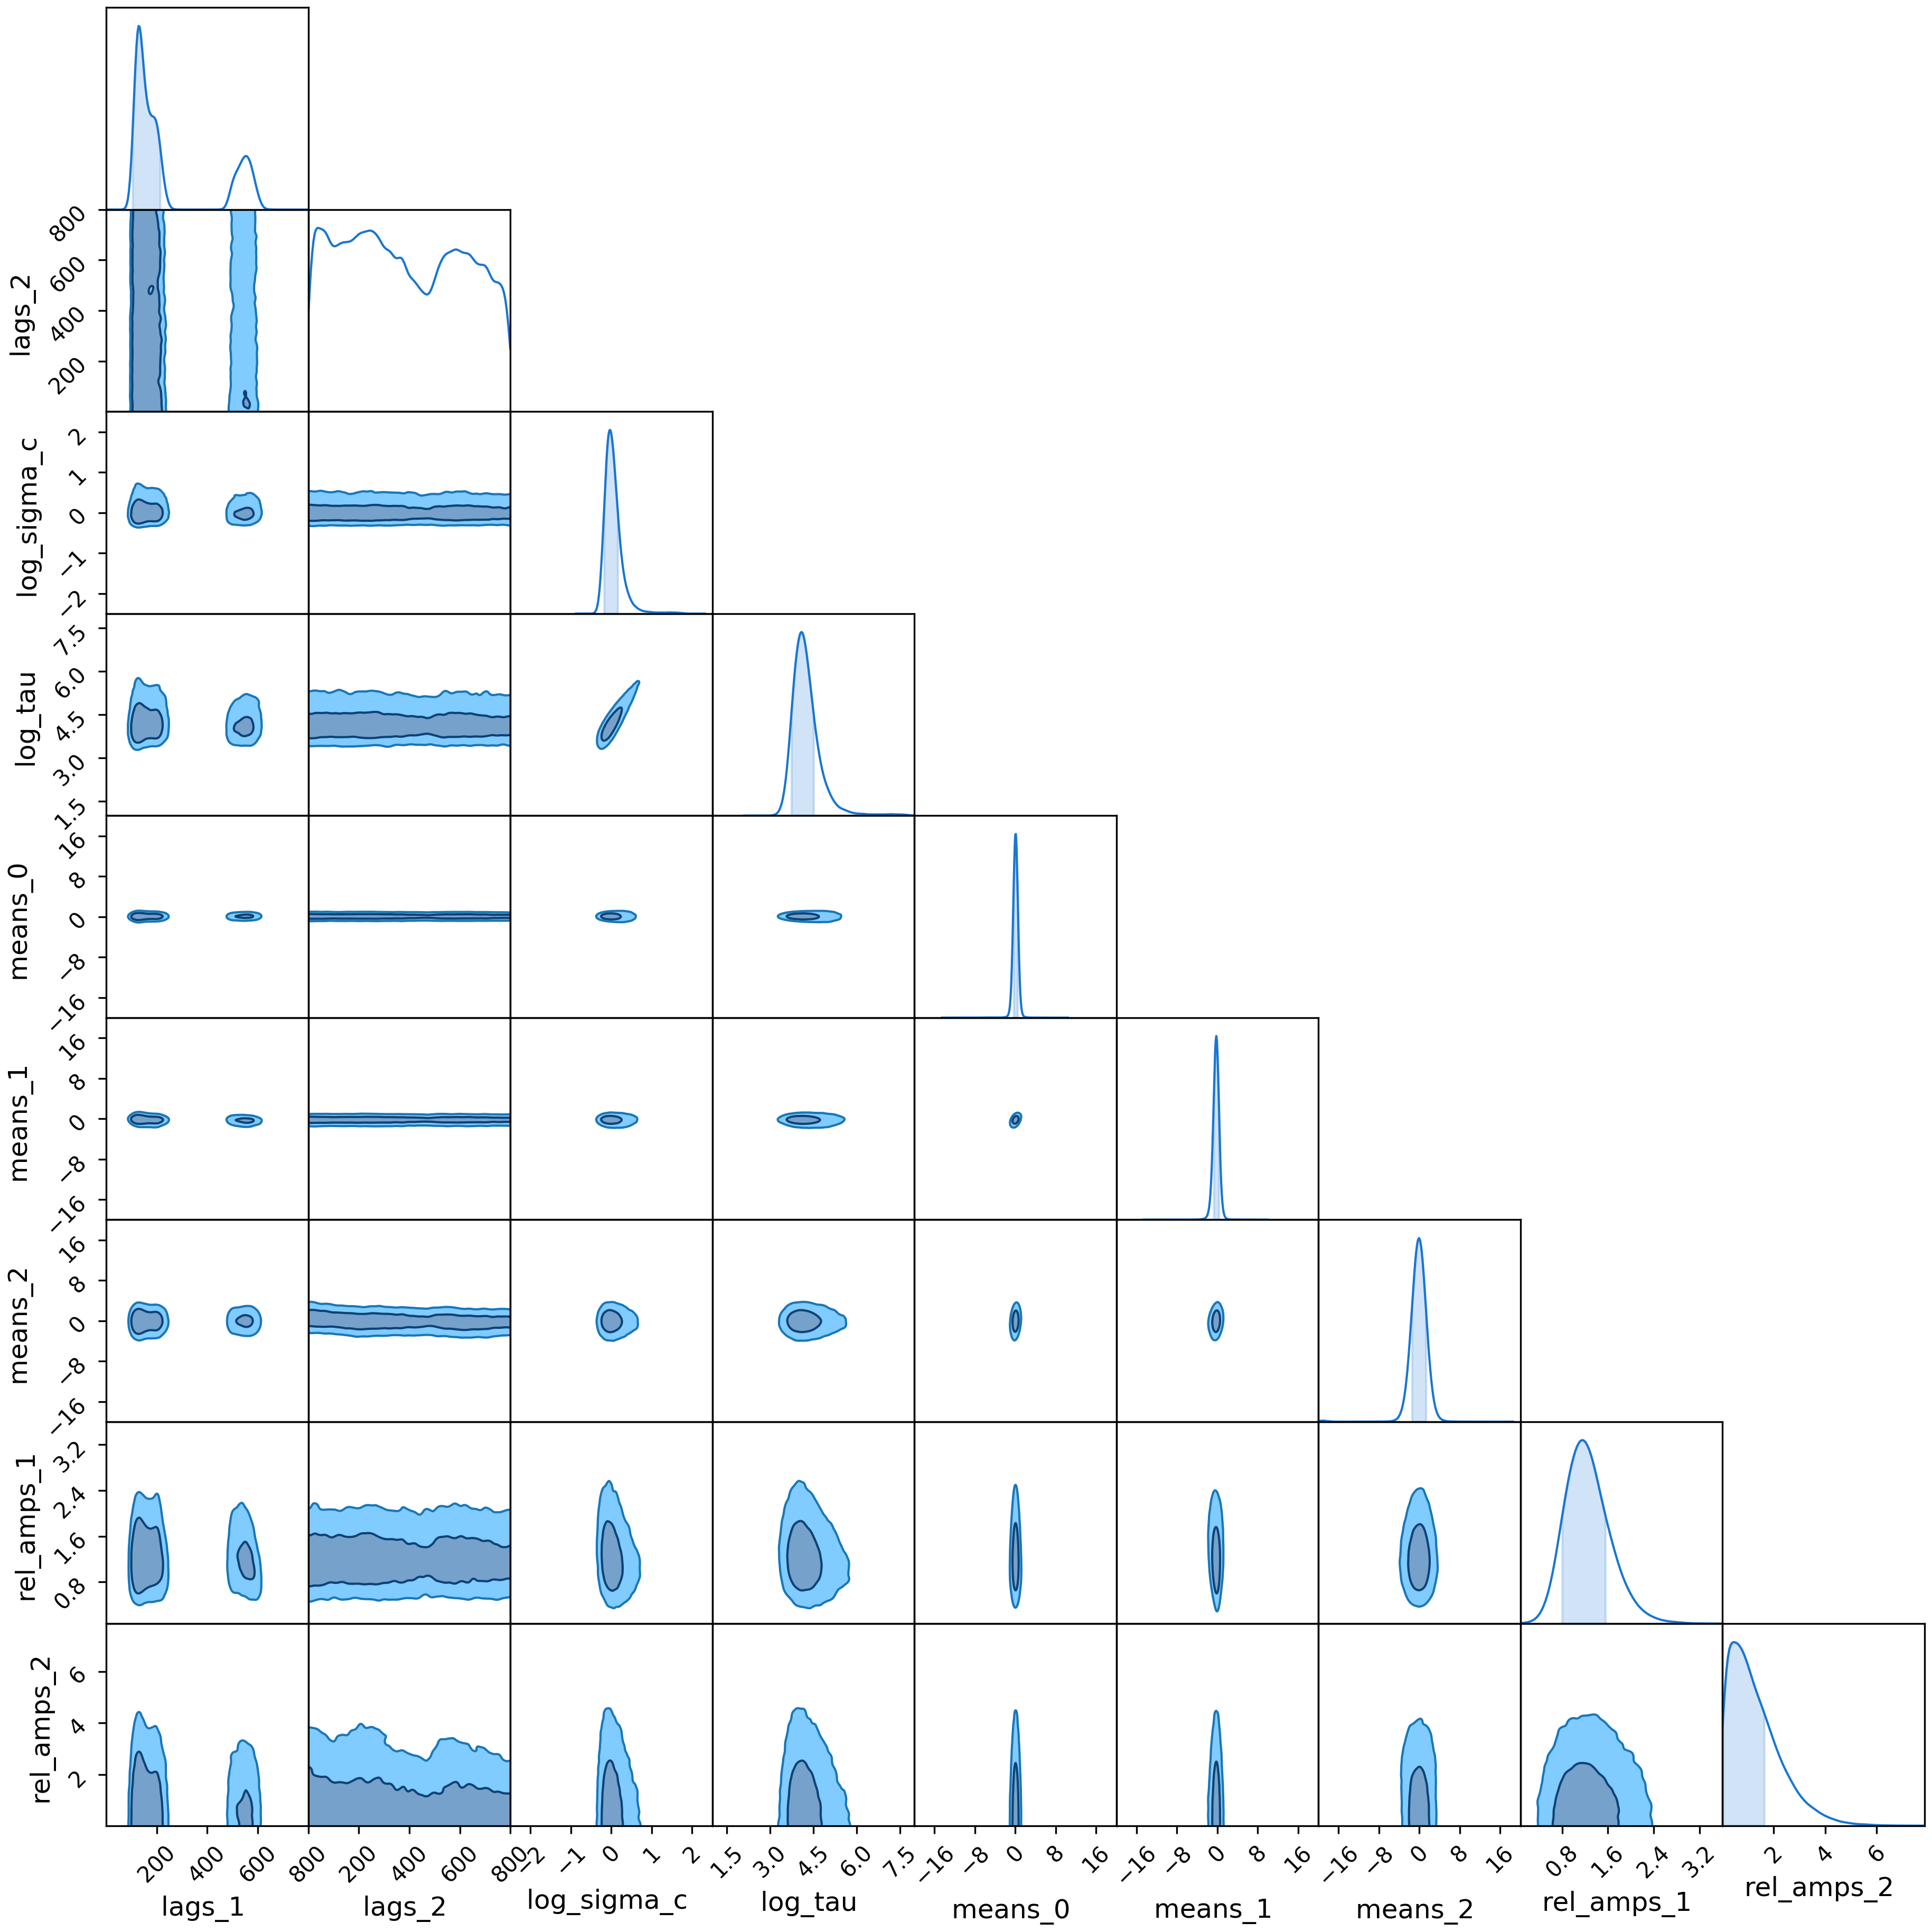 800
600
400
200
lags_2
2
1
0
−1
−2
log_sigma_c
7.5
6.0
4.5
3.0
1.5
log_tau
16
8
0
−8
−16
means_0
16
8
0
−8
−16
means_1
16
8
0
−8
−16
means_2
3.2
2.4
1.6
0.8
rel_amps_1
6
4
2
rel_amps_2
200 400 600 800
200 400 600 800
−2 −1 0 1 2
1.5 3.0 4.5 6.0 7.5
−16 −8 0 8 16
−16 −8 0 8 16
−16 −8 0 8 16
0.8 1.6 2.4 3.2
2 4 6
lags_1 lags_2 log_sigma_c log_tau means_0 means_1 means_2 rel_amps_1 rel_amps_2